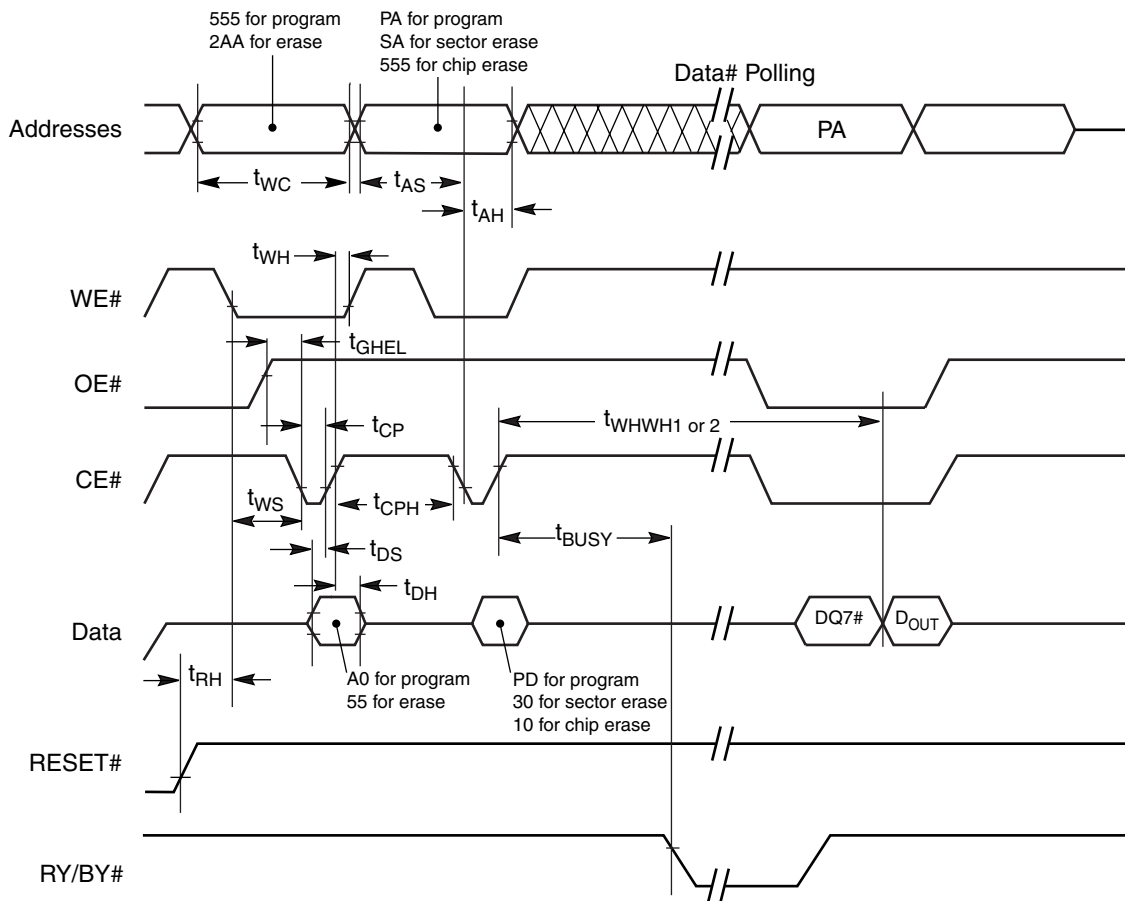 555 for program
2AA for erase
PA for program
SA for sector erase
555 for chip erase
Data# Polling
Addresses
PA
tWC
tAS
tAH
tWH
WE#
tGHEL
OE#
tWHWH1 or 2
tCP
CE#
tWS
tCPH
tBUSY
tDS
tDH
Data
DQ7#
DOUT
tRH
A0 for program
55 for erase
PD for program
30 for sector erase
10 for chip erase
RESET#
RY/BY#